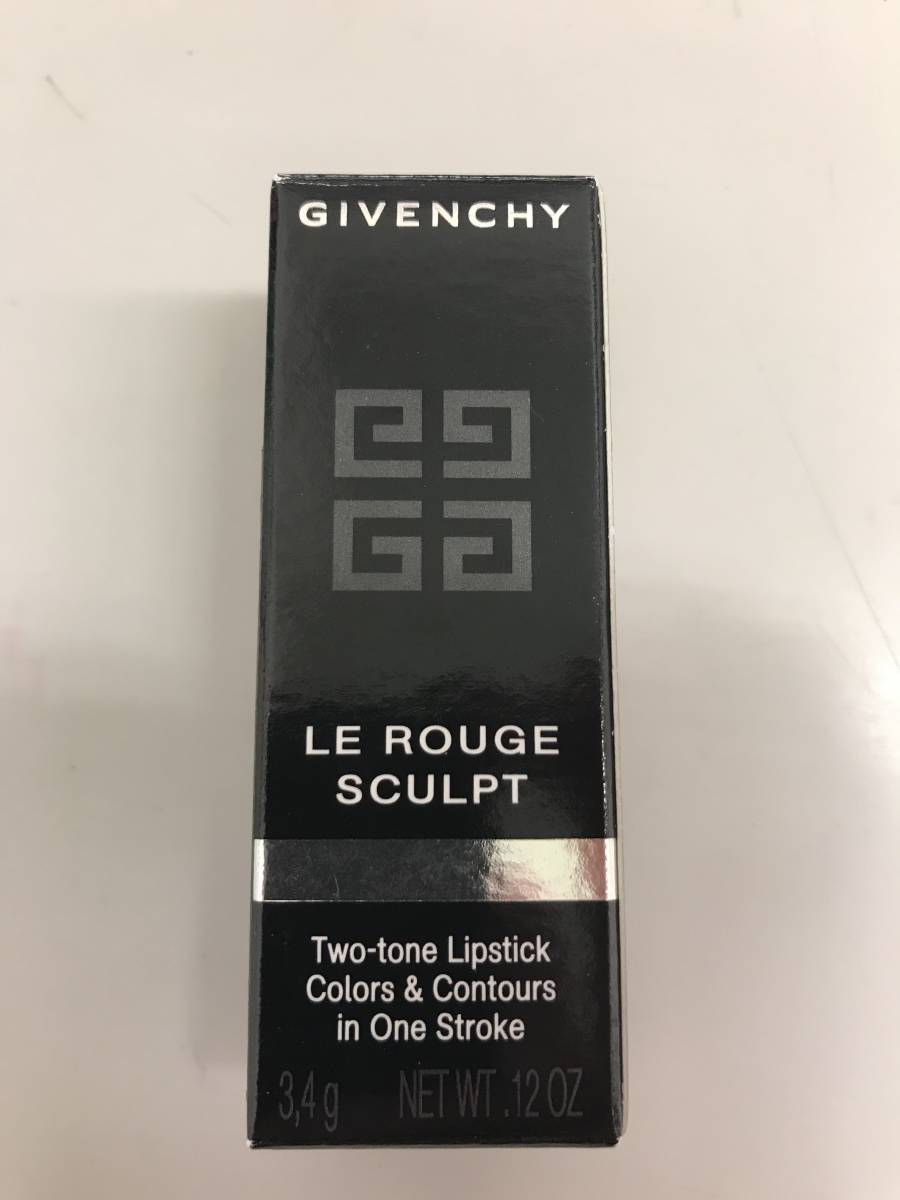 GIVENCHY
LE ROUGE
SCULPT
Two-tone Lipstick
Colors & Contours
in One Stroke
3,4 g NET WT .12 OZ